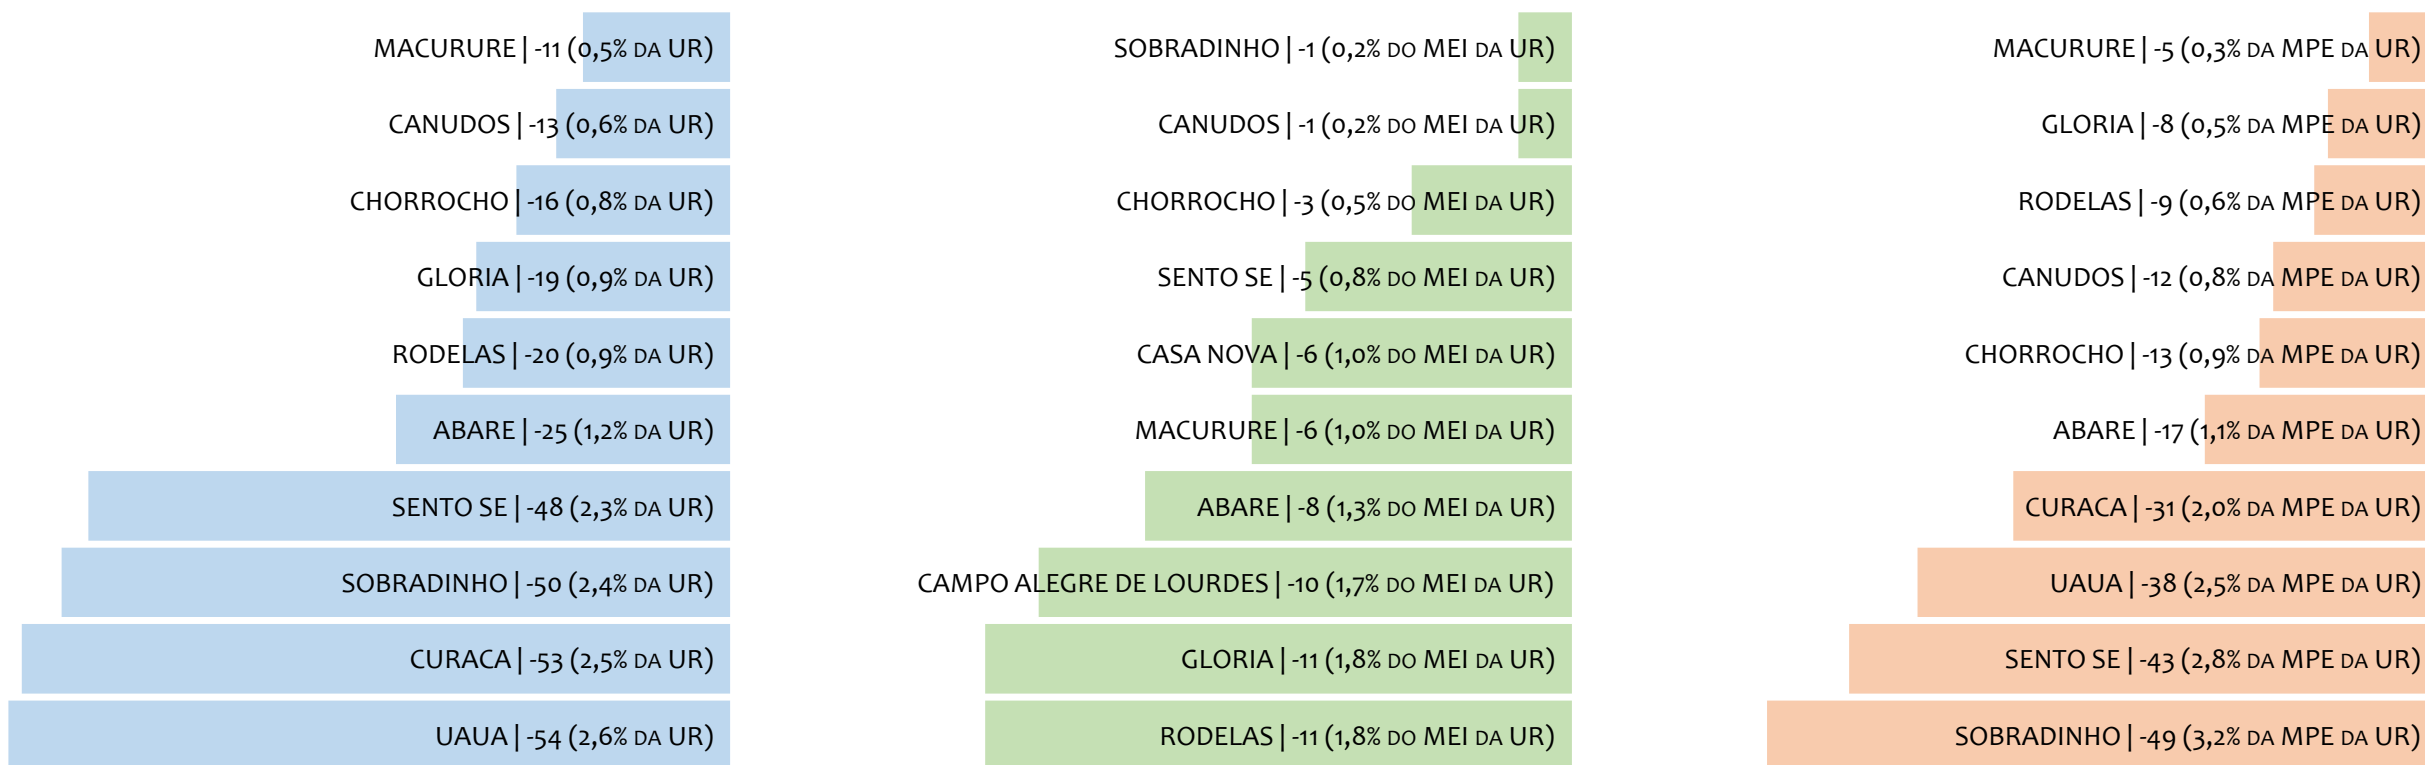 MACURURE | -11 (0,5% DA UR)
CANUDOS | -13 (0,6% DA UR)
CHORROCHO | -16 (0,8% DA UR)
GLORIA | -19 (0,9% DA UR)
RODELAS | -20 (0,9% DA UR)
ABARE | -25 (1,2% DA UR)
SENTO SE | -48 (2,3% DA UR)
SOBRADINHO | -50 (2,4% DA UR)
CURACA | -53 (2,5% DA UR)
UAUA | -54 (2,6% DA UR)
SOBRADINHO | -1 (0,2% DO MEI DA UR)
CANUDOS | -1 (0,2% DO MEI DA UR)
CHORROCHO | -3 (0,5% DO MEI DA UR)
SENTO SE | -5 (0,8% DO MEI DA UR)
CASA NOVA | -6 (1,0% DO MEI DA UR)
MACURURE | -6 (1,0% DO MEI DA UR)
ABARE | -8 (1,3% DO MEI DA UR)
CAMPO ALEGRE DE LOURDES | -10 (1,7% DO MEI DA UR)
GLORIA | -11 (1,8% DO MEI DA UR)
RODELAS | -11 (1,8% DO MEI DA UR)
MACURURE | -5 (0,3% DA MPE DA UR)
GLORIA | -8 (0,5% DA MPE DA UR)
RODELAS | -9 (0,6% DA MPE DA UR)
CANUDOS | -12 (0,8% DA MPE DA UR)
CHORROCHO | -13 (0,9% DA MPE DA UR)
ABARE | -17 (1,1% DA MPE DA UR)
CURACA | -31 (2,0% DA MPE DA UR)
UAUA | -38 (2,5% DA MPE DA UR)
SENTO SE | -43 (2,8% DA MPE DA UR)
SOBRADINHO | -49 (3,2% DA MPE DA UR)